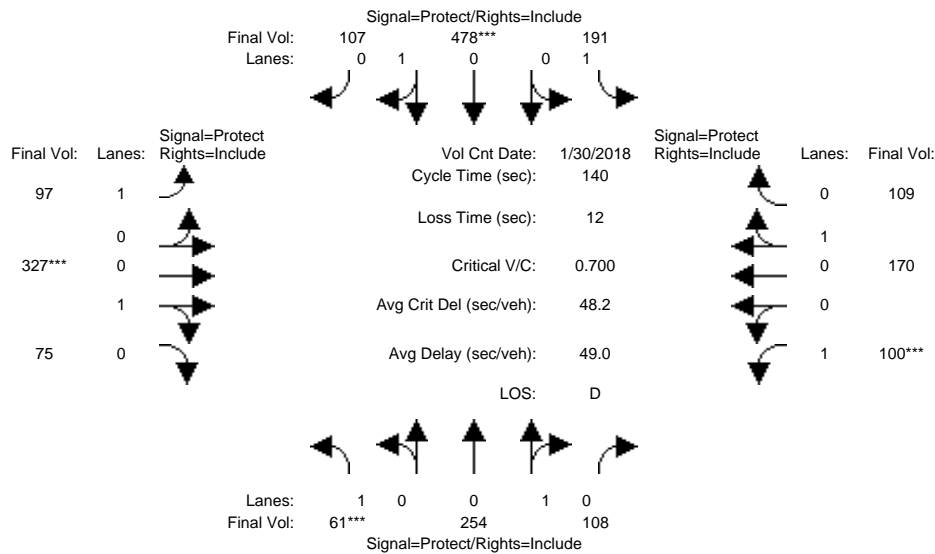 Signal=Protect/Rights=Include
Final Vol: 107 478*** 191
Lanes: 0 1 0 0 1
Signal=Protect
Final Vol: Lanes: Rights=Include
Vol Cnt Date: 1/30/2018
Signal=Protect
Rights=Include Lanes: Final Vol:
Cycle Time (sec): 140
97 1
0 109
Loss Time (sec): 12
0
1
327*** 0
Critical V/C: 0.700
0 170
1
Avg Crit Del (sec/veh): 48.2
0
75 0
Avg Delay (sec/veh): 49.0
1 100***
LOS: D
Lanes: 1 0 0 1 0
Final Vol: 61*** 254 108
Signal=Protect/Rights=Include